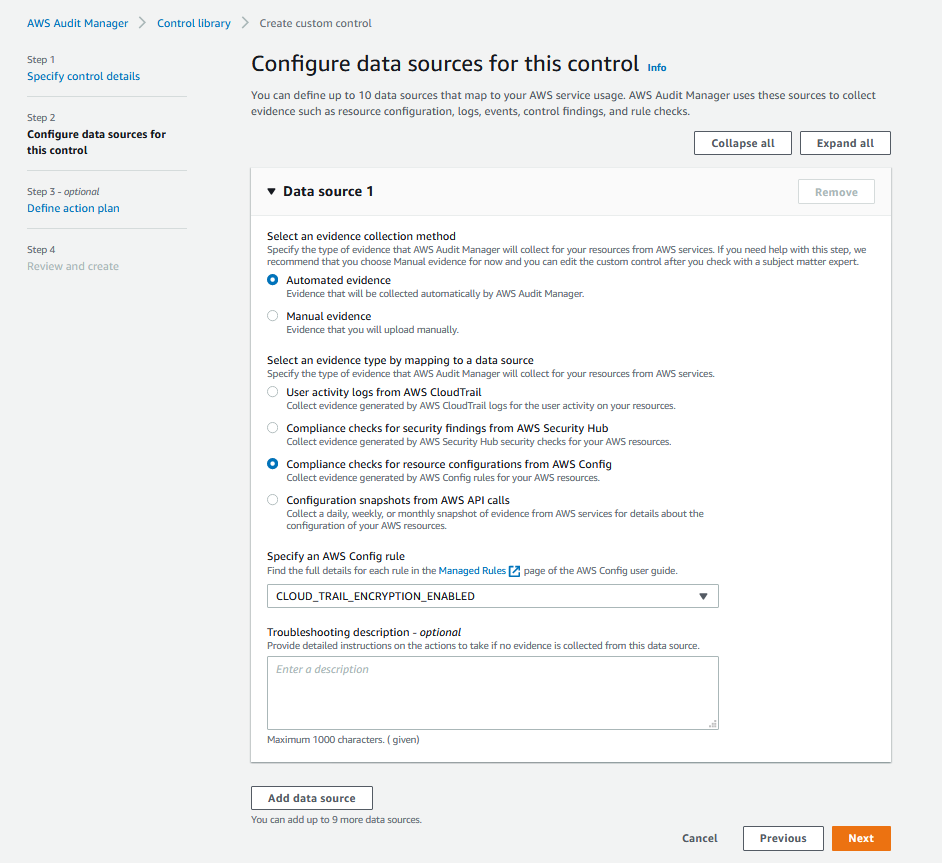 AWS Audit Manager > Control library > Create custom control
Step 1
Specify control details
Step 2
Configure data sources for
this control
Step 3 - optional
Define action plan
Step 4
Review and create
Configure data sources for this control Info
You can define up to 10 data sources that map to your AWS service usage. AWS Audit Manager uses these sources to collect
evidence such as resource configuration, logs, events, control findings, and rule checks.
Collapse all
Expand all
Data source 1
Remove
Select an evidence collection method
Specify the type of evidence that AWS Audit Manager will collect for your resources from AWS services. If you need help with this step, we
recommend that you choose Manual evidence for now and you can edit the custom control after you check with a subject matter expert.
Automated evidence
Evidence that will be collected automatically by AWS Audit Manager.
Manual evidence
Evidence that you will upload manually.
Select an evidence type by mapping to a data source
Specify the type of evidence that AWS Audit Manager will collect for your resources from AWS services.
User activity logs from AWS CloudTrail
Collect evidence generated by AWS CloudTrail logs for the user activity on your resources.
Compliance checks for security findings from AWS Security Hub
Collect evidence generated by AWS Security Hub security checks for your AWS resources.
Compliance checks for resource configurations from AWS Config
Collect evidence generated by AWS Config rules for your AWS resources.
Configuration snapshots from AWS API calls
Collect a daily, weekly, or monthly snapshot of evidence from AWS services for details about the
configuration of your AWS resources.
Specify an AWS Config rule
Find the full details for each rule in the Managed Rules page of the AWS Config user guide.
CLOUD_TRAIL_ENCRYPTION_ENABLED
Troubleshooting description - optional
Provide detailed instructions on the actions to take if no evidence is collected from this data source.
Enter a description
Maximum 1000 characters. ( given)
Add data source
You can add up to 9 more data sources.
Cancel
Previous
Next